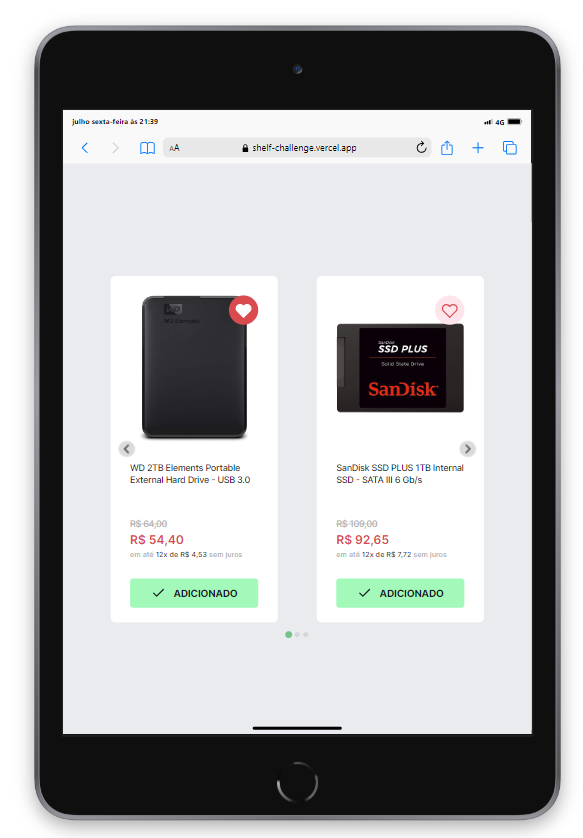 julho sexta-feira às 21:39
4G
AA
shelf-challenge.vercel.app
WD
SanDisk
SSD PLUS
Solid State Drive
SanDisk
WD 2TB Elements Portable
External Hard Drive - USB 3.0
R$ 64,00
R$ 54,40
em até 12x de R$ 4,53 sem juros
ADICIONADO
SanDisk SSD PLUS 1TB Internal
SSD - SATA III 6 Gb/s
R$ 109,00
R$ 92,65
em até 12x de R$ 7,72 sem juros
ADICIONADO